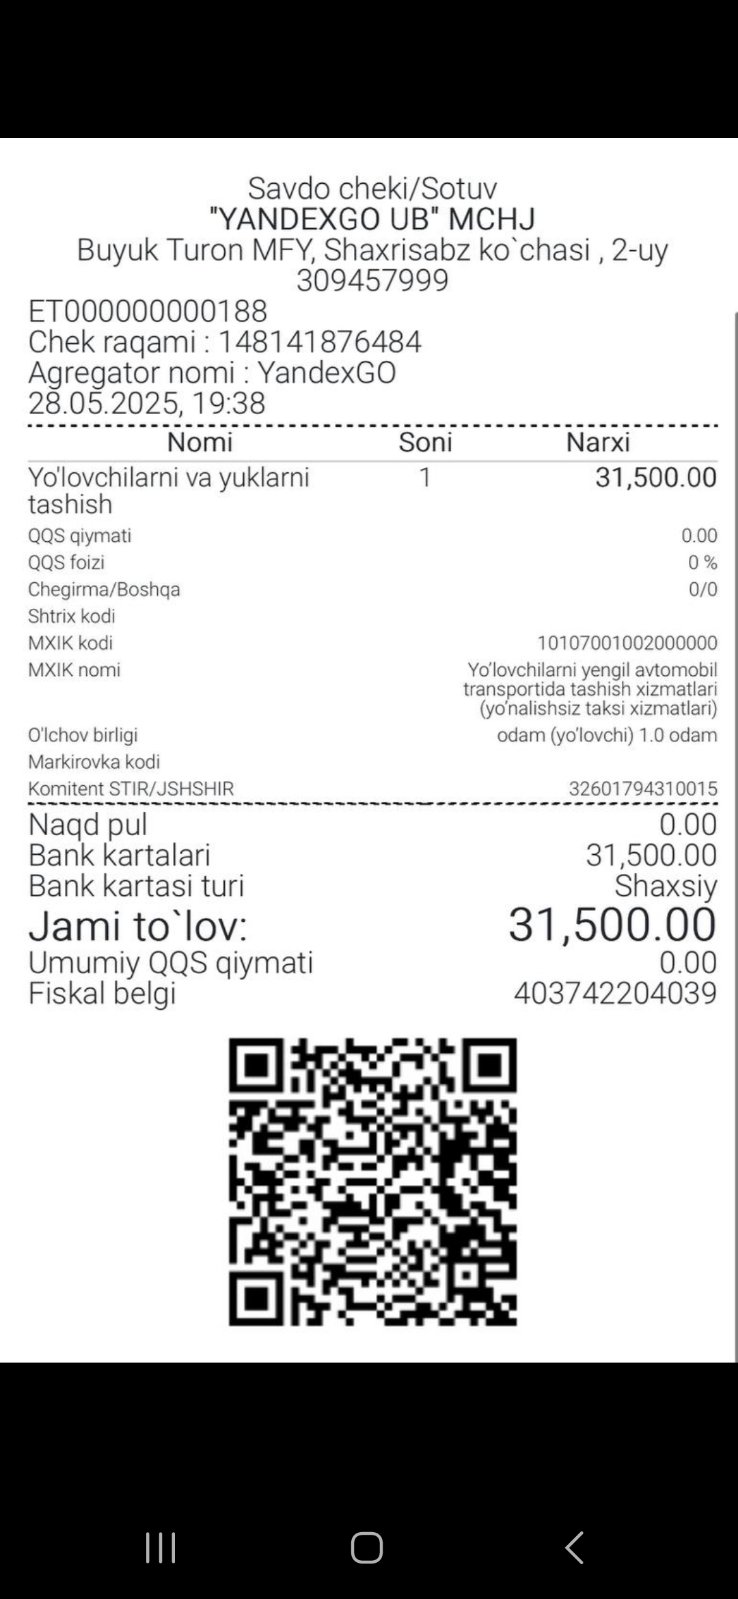 Savdo cheki/Sotuv
"YANDEXGO UB" MCHJ
Buyuk Turon MFY, Shaxrisabz ko`chasi , 2-uy
309457999
ET000000000188
Chek raqami : 148141876484
Agregator nomi : YandexGO
28.05.2025, 19:38
Nomi Soni Narxi
Yo'lovchilarni va yuklarni 1 31,500.00
tashish
QQS qiymati 0.00
QQS foizi 0 %
Chegirma/Boshqa 0/0
Shtrix kodi
MXIK kodi 10107001002000000
MXIK nomi Yo’lovchilarni yengil avtomobil
transportida tashish xizmatlari
(yo’nalishsiz taksi xizmatlari)
O'lchov birligi odam (yo’lovchi) 1.0 odam
Markirovka kodi
Komitent STIR/JSHSHIR 32601794310015
Naqd pul 0.00
Bank kartalari 31,500.00
Bank kartasi turi Shaxsiy
Jami to`lov: 31,500.00
Umumiy QQS qiymati 0.00
Fiskal belgi 403742204039